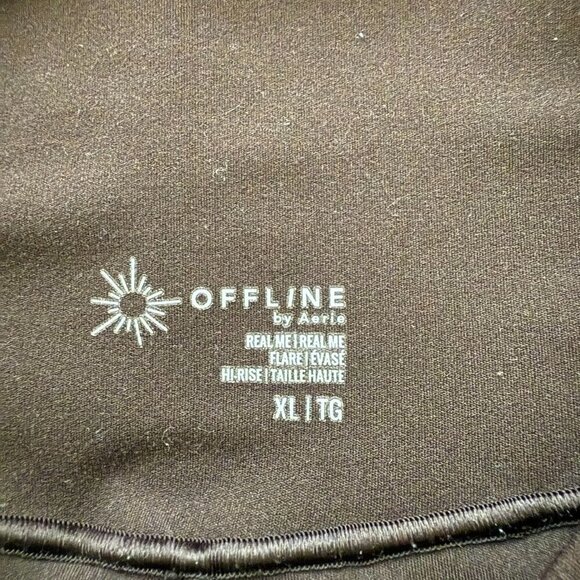 OFFLINE
by Aerie
REAL ME | REAL ME
FLARE | ÉVASÉ
HI-RISE | TAILLE HAUTE
XL | TG